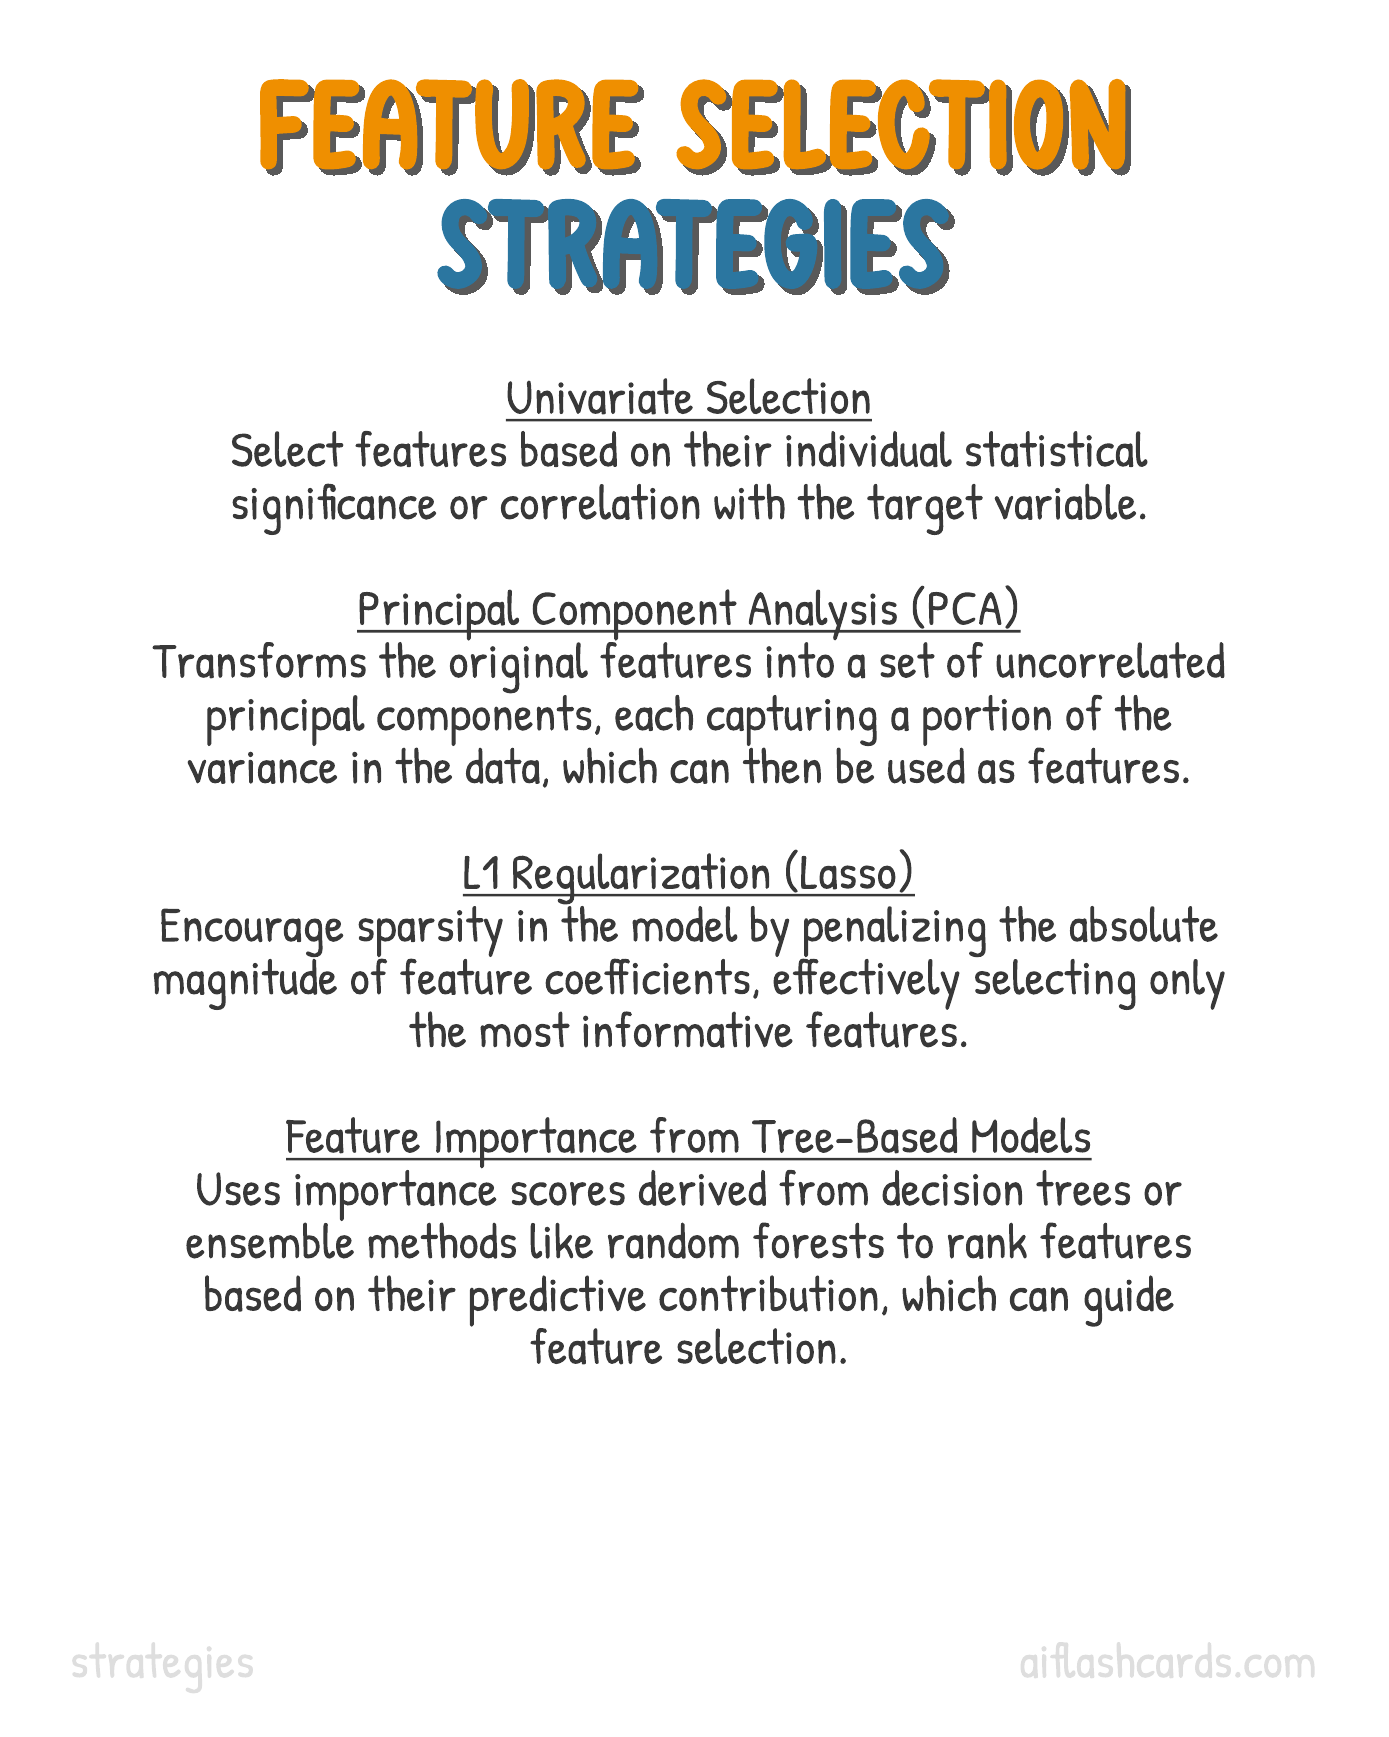 FEATURE SELECTION
STRATEGIES
Univariate Selection
Select features based on their individual statistical
significance or correlation with the target variable.
Principal Component Analysis (PCA)
Transforms the original features into a set of uncorrelated
principal components, each capturing a portion of the
variance in the data, which can then be used as features.
L1 Regularization (Lasso)
Encourage sparsity in the model by penalizing the absolute
magnitude of feature coefficients, effectively selecting only
the most informative features.
Feature Importance from Tree-Based Models
Uses importance scores derived from decision trees or
ensemble methods like random forests to rank features
based on their predictive contribution, which can guide
feature selection.
strategies
aiflashcards.com